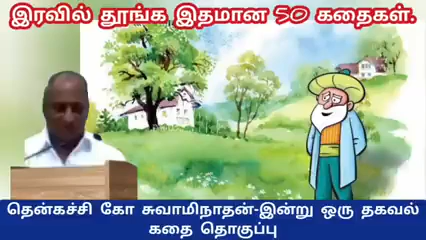 இரவில் தூங்க இதமான 50 கதைகள்.
தென்கச்சி கோ சுவாமிநாதன்-இன்று ஒரு தகவல்
கதை தொகுப்பு